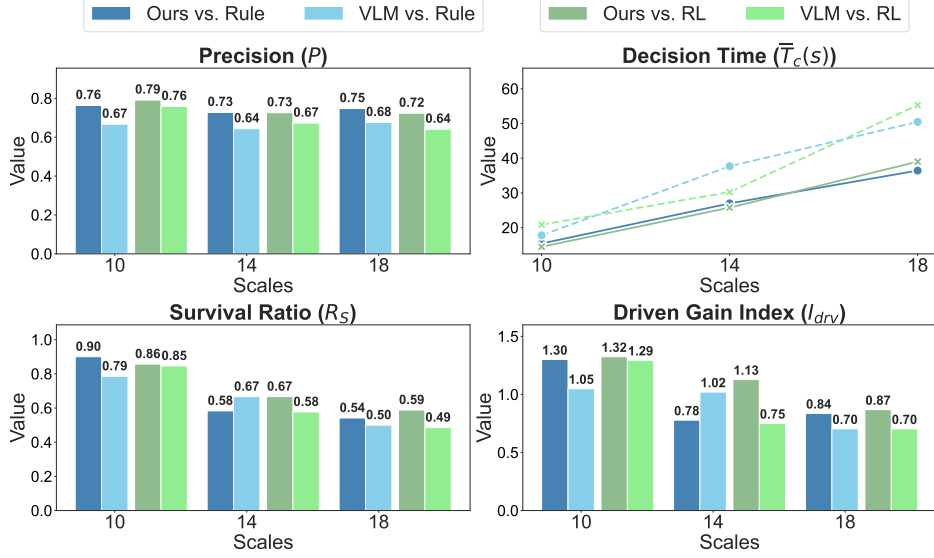 Ours vs. Rule VLM vs. Rule Ours vs. RL VLM vs. RL
Precision (P)
Value
0.8
0.6
0.4
0.2
0.0
0.76 0.67 0.79 0.76 0.73 0.64 0.73 0.67 0.75 0.68 0.72 0.64
10 14 18
Scales
Decision Time (T̅c(s))
Value
60
50
40
30
20
10 14 18
Scales
Survival Ratio (RS)
Value
1.0
0.8
0.6
0.4
0.2
0.0
0.90 0.79 0.86 0.85 0.58 0.67 0.67 0.58 0.54 0.50 0.59 0.49
10 14 18
Scales
Driven Gain Index (Idrv)
Value
1.5
1.0
0.5
0.0
1.30 1.05 1.32 1.29 0.78 1.02 1.13 0.75 0.84 0.70 0.87 0.70
10 14 18
Scales